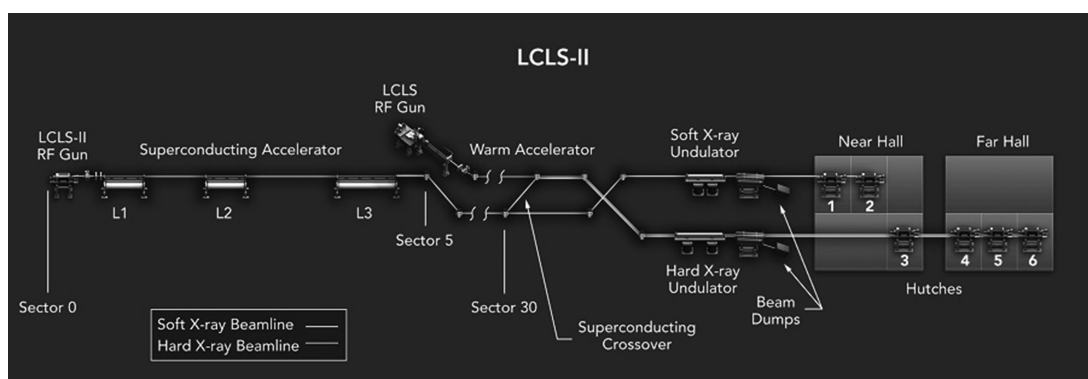 LCLS-II
LCLS
RF Gun
LCLS-II
RF Gun
Superconducting Accelerator
Warm Accelerator
Soft X-ray
Undulator
Near Hall
Far Hall
L1
L2
L3
1
2
Sector 5
3
4
5
6
Hard X-ray
Undulator
Hutches
Sector 0
Sector 30
Beam
Dumps
Superconducting
Crossover
Soft X-ray Beamline
Hard X-ray Beamline